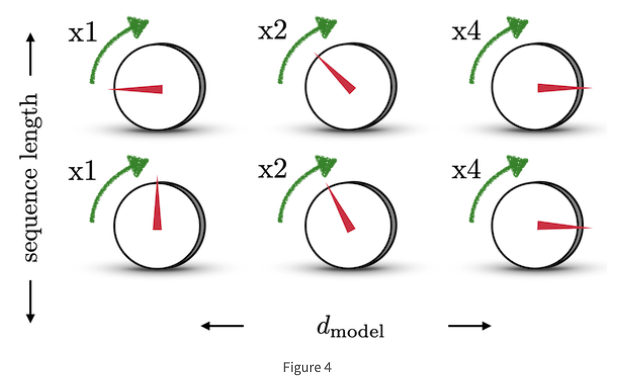 x1 x2 x4
sequence length
x1 x2 x4
d_model
Figure 4